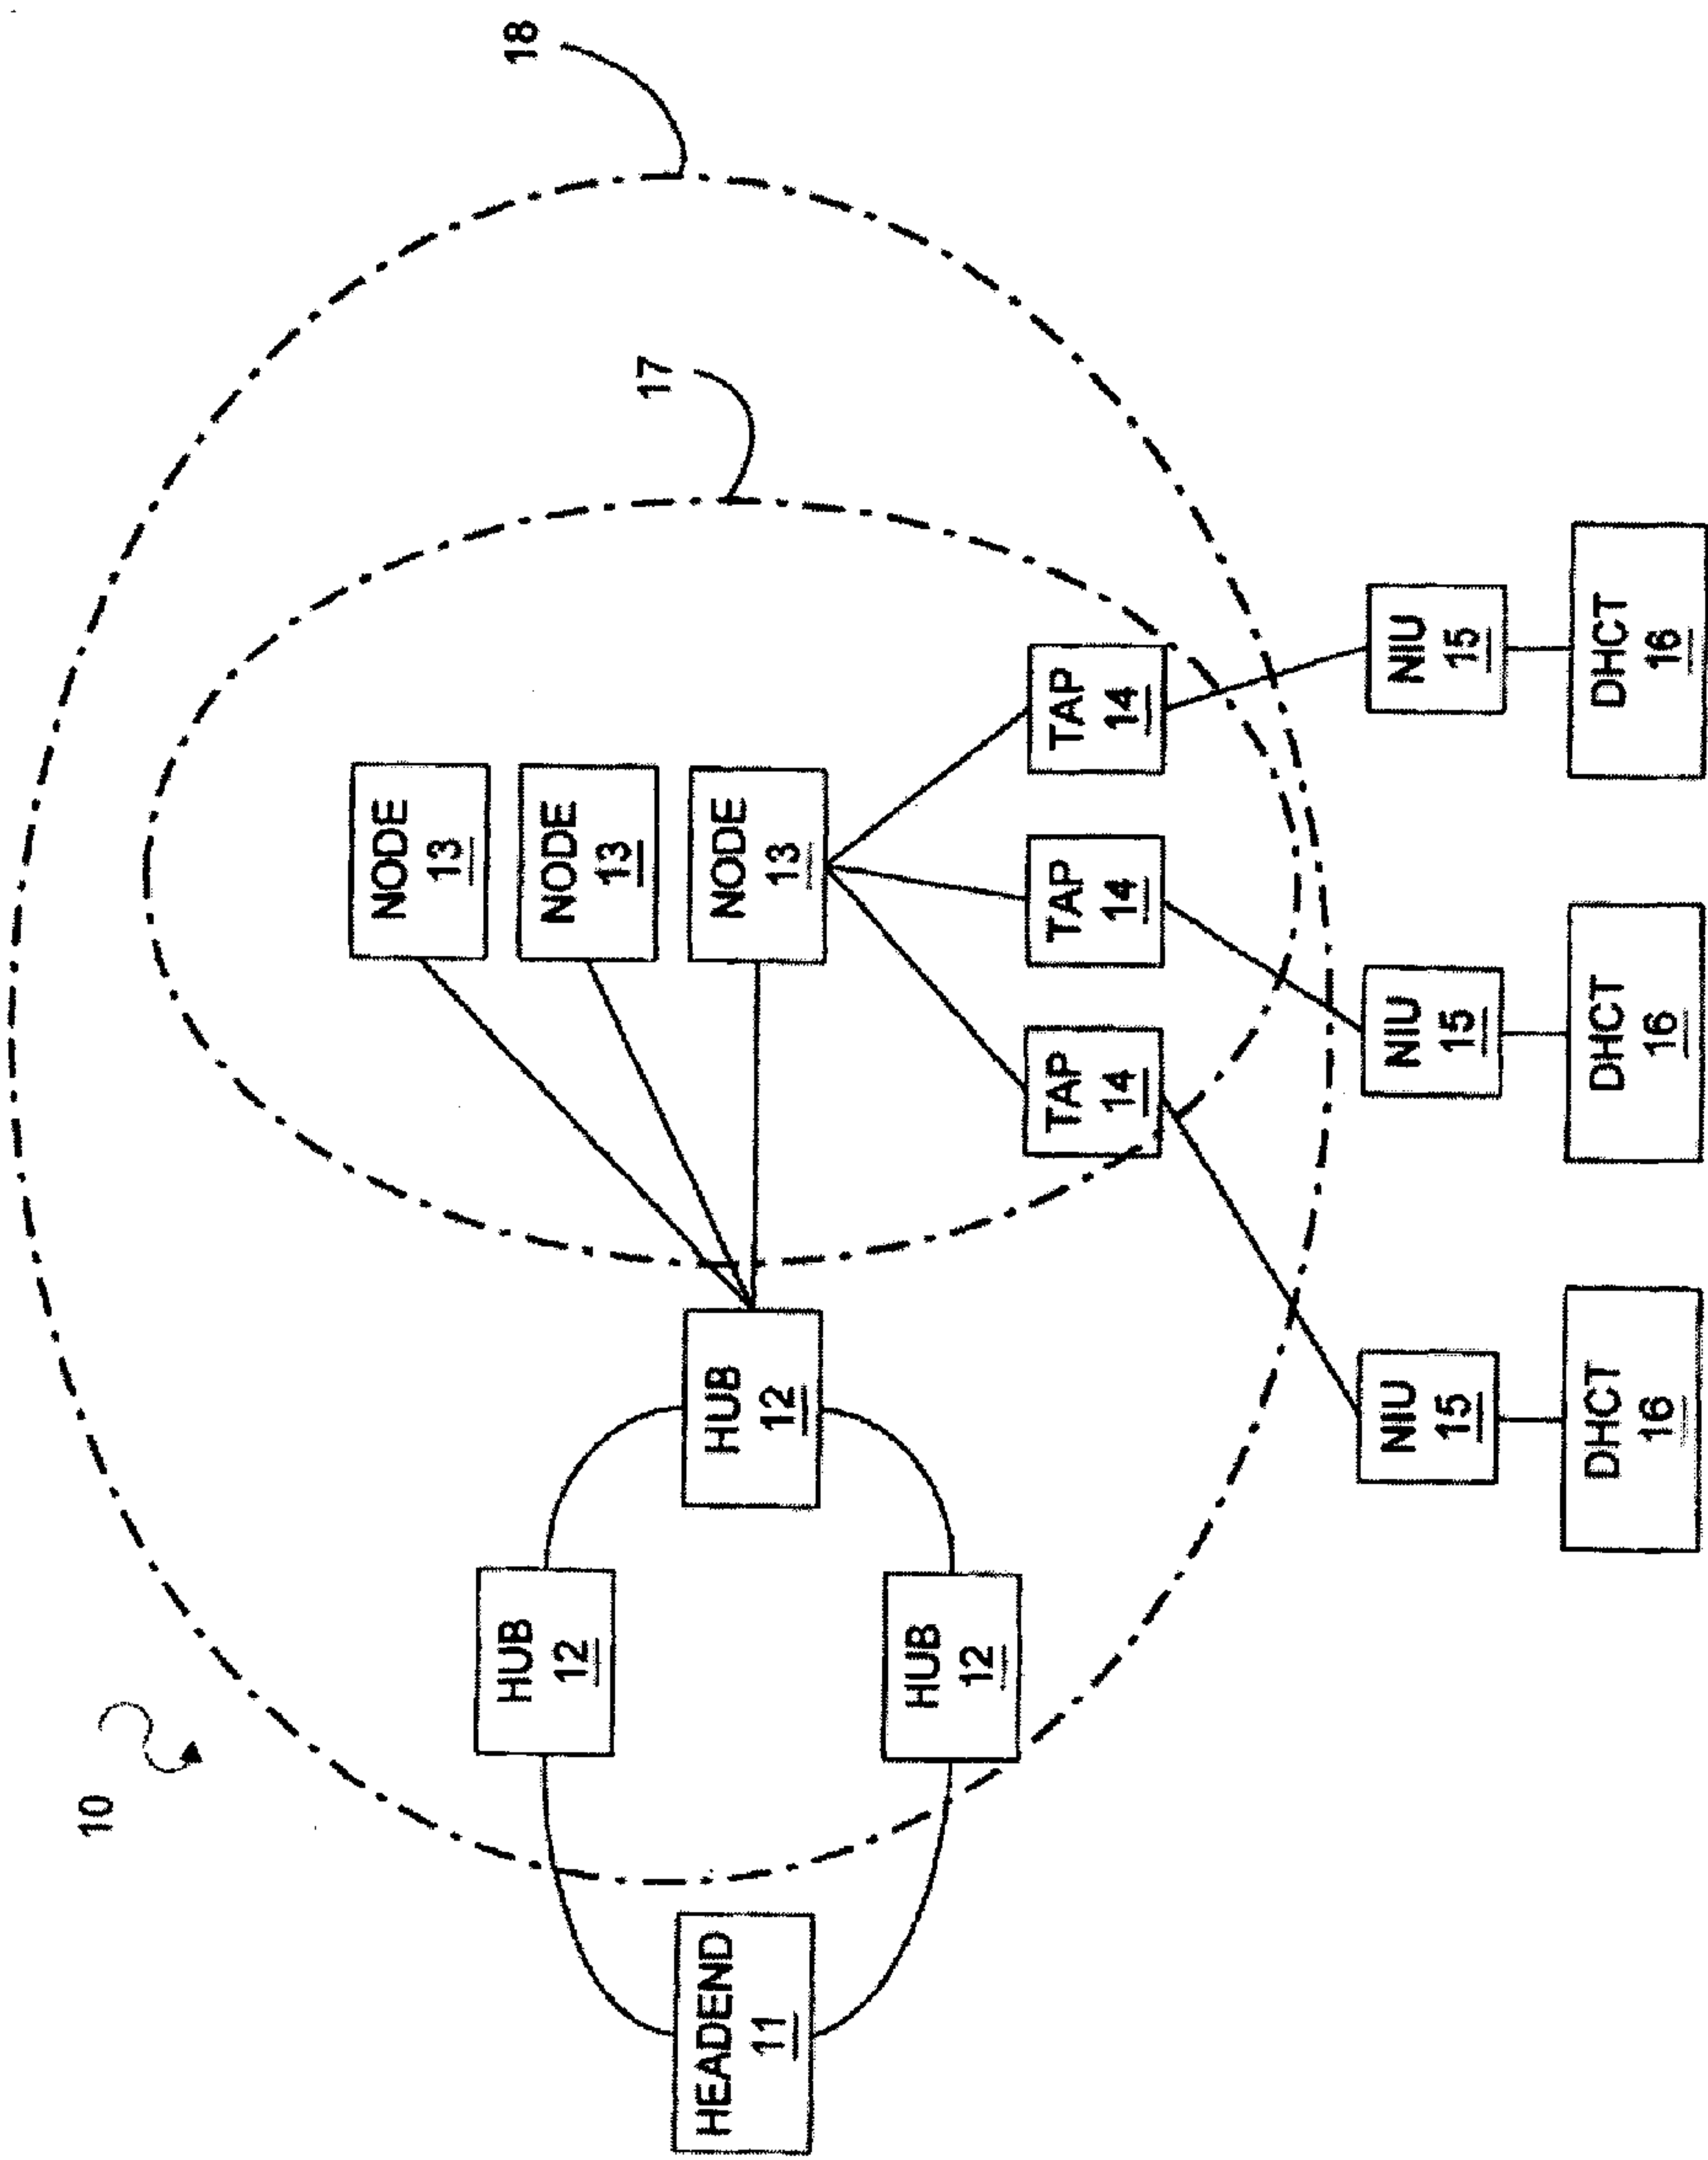 10
18
17
HEADEND
11
HUB
12
HUB
12
HUB
12
NODE
13
NODE
13
NODE
13
TAP
14
TAP
14
TAP
14
NIU
15
NIU
15
NIU
15
DHCT
16
DHCT
16
DHCT
16